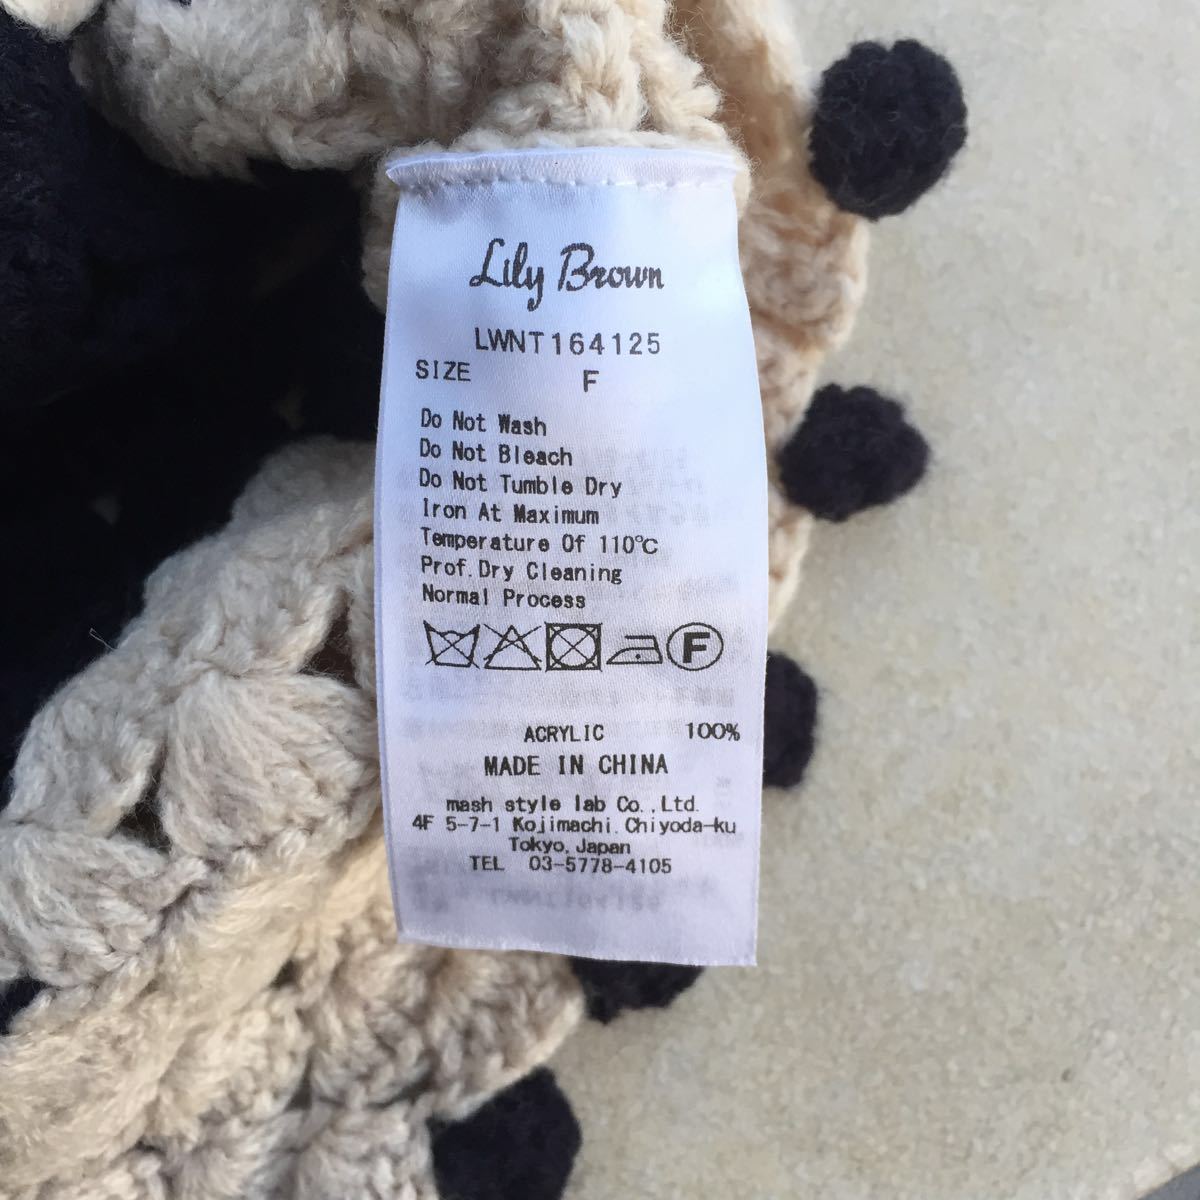 Lily Brown
LWNT164125
SIZE F
Do Not Wash
Do Not Bleach
Do Not Tumble Dry
Iron At Maximum
Temperature Of 110℃
Prof.Dry Cleaning
Normal Process
F
ACRYLIC 100%
MADE IN CHINA
mash style lab Co.,Ltd.
4F 5-7-1 Kojimachi.Chiyoda-ku
Tokyo,Japan
TEL 03-5778-4105